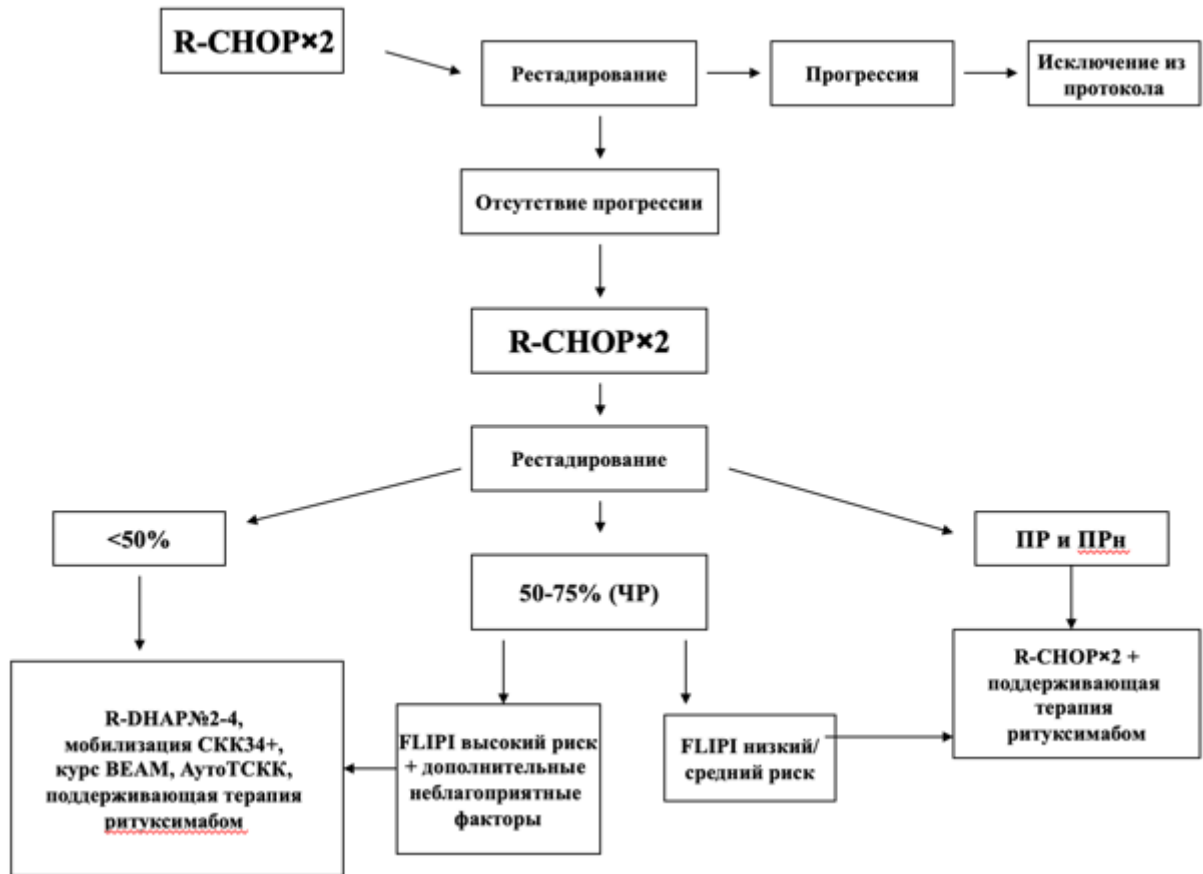 R-CHOP×2
Рестадирование
Прогрессия
Исключение из
протокола
Отсутствие прогрессии
R-CHOP×2
Рестадирование
<50%
50-75% (ЧР)
ПР и ПРн
R-DHAP№2-4,
мобилизация СКК34+,
курс BEAM, АутоТСКК,
поддерживающая терапия
ритуксимабом
FLIPI высокий риск
+ дополнительные
неблагоприятные
факторы
FLIPI низкий/
средний риск
R-CHOP×2 +
поддерживающая
терапия
ритуксимабом